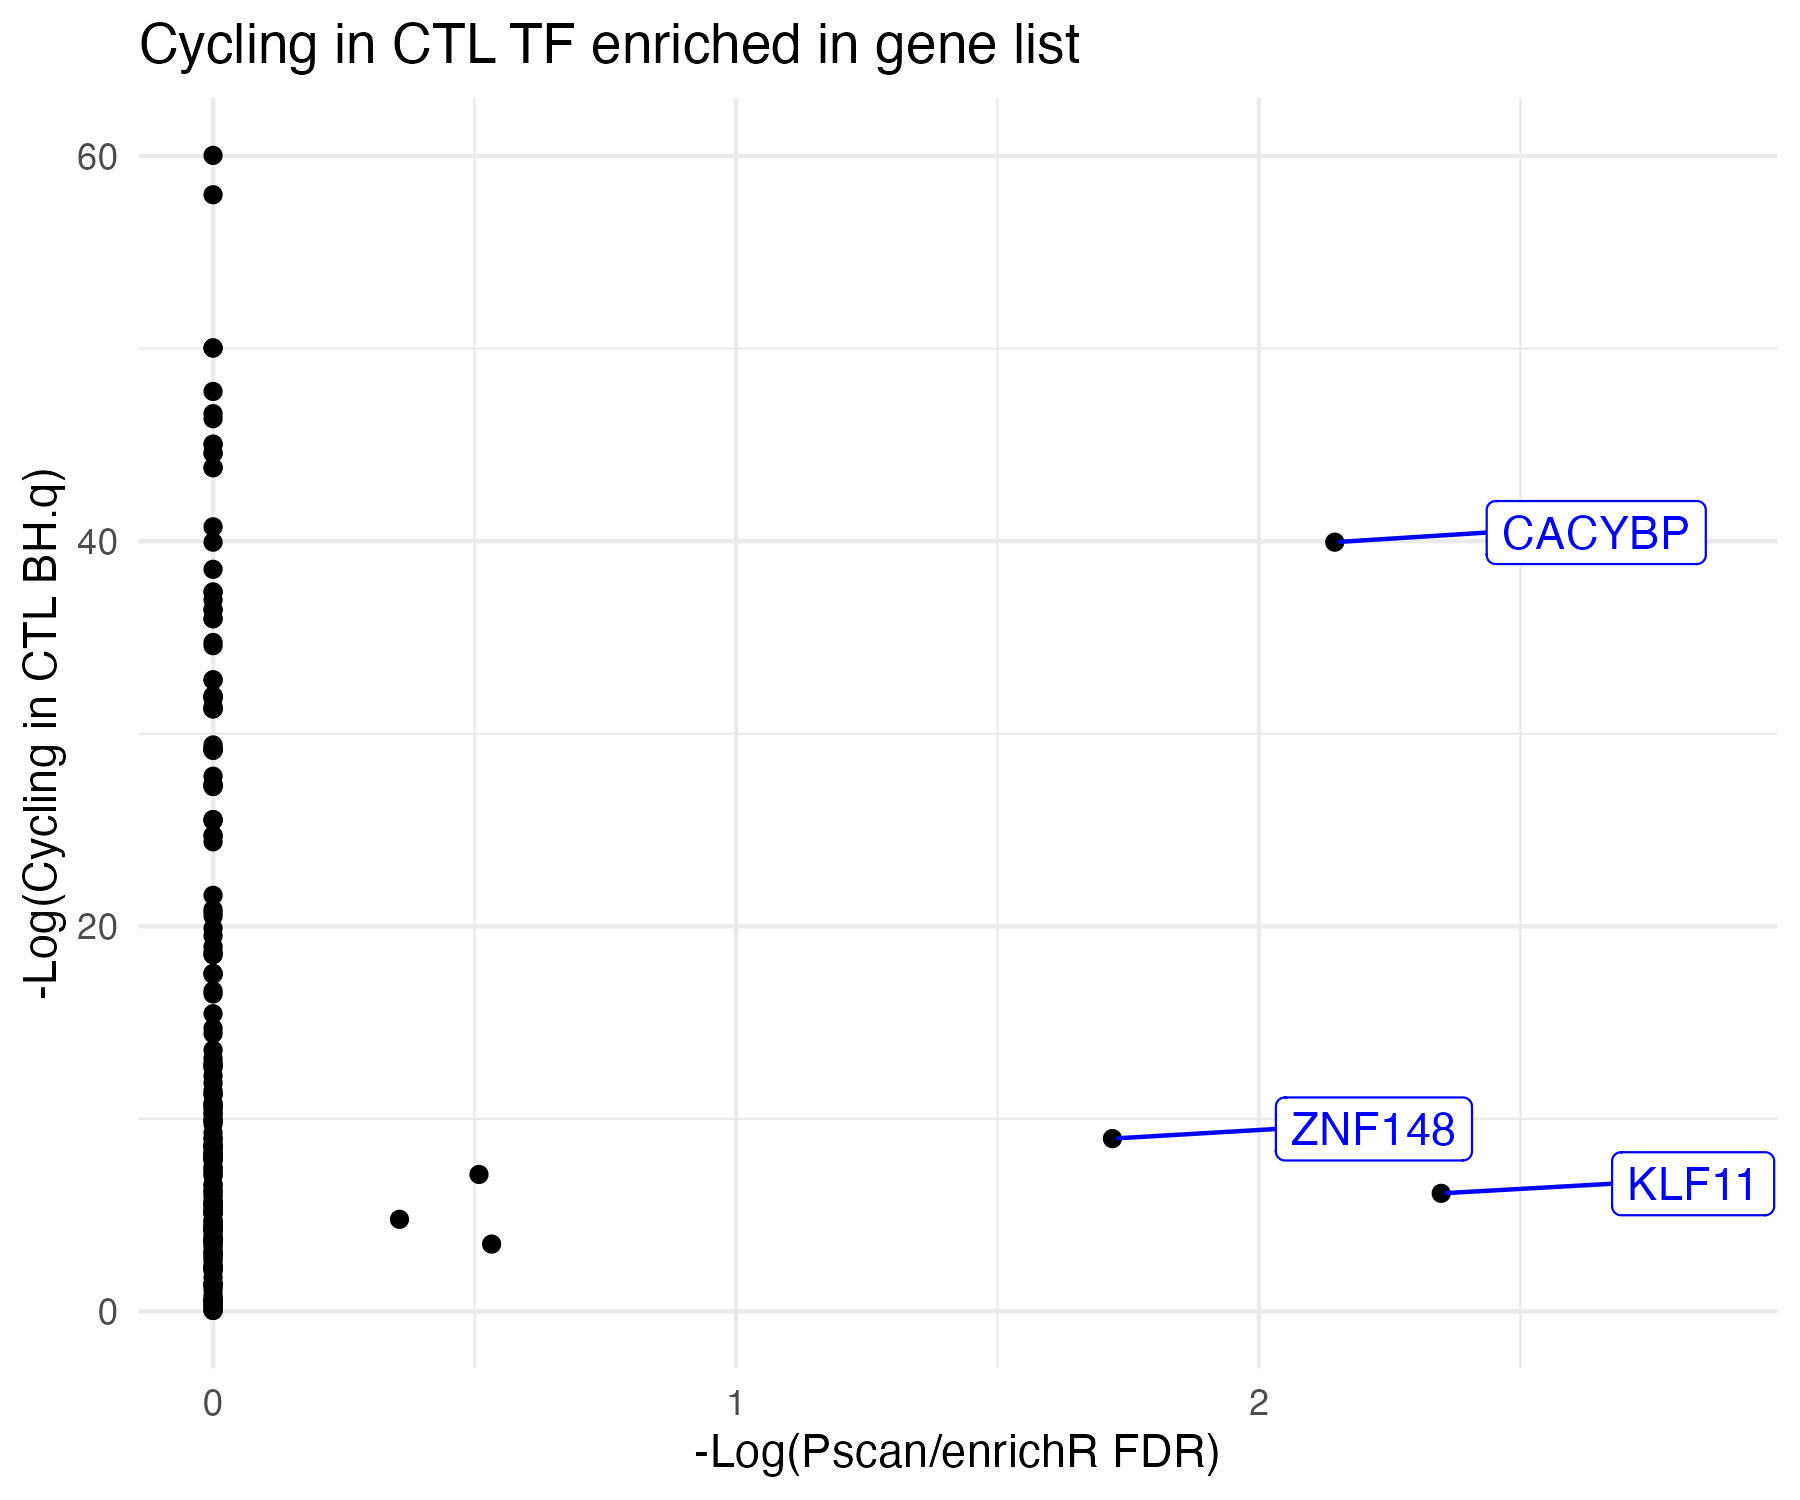 Cycling in CTL TF enriched in gene list
-Log(Cycling in CTL BH.q)
60
40
20
0
CACYBP
ZNF148
KLF11
0
1
2
-Log(Pscan/enrichR FDR)